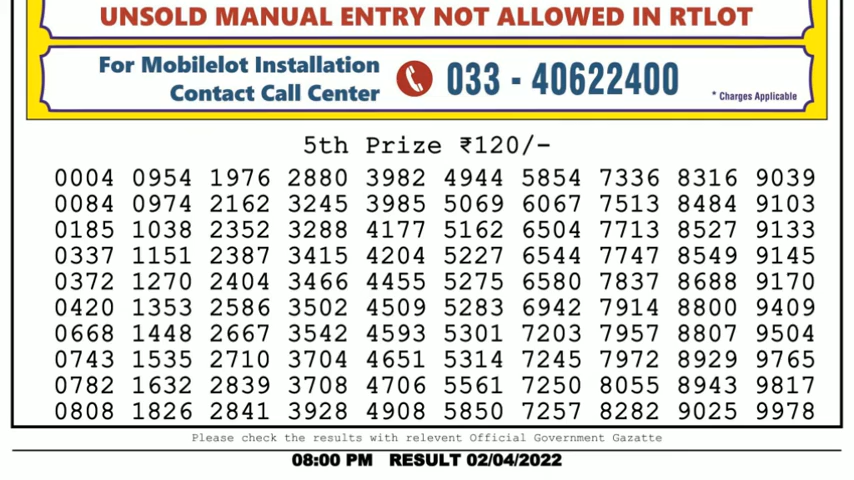 UNSOLD MANUAL ENTRY NOT ALLOWED IN RTLOT
For Mobilelot Installation
Contact Call Center
033 - 40622400
* Charges Applicable
5th Prize ₹120/-
0004 0954 1976 2880 3982 4944 5854 7336 8316 9039
0084 0974 2162 3245 3985 5069 6067 7513 8484 9103
0185 1038 2352 3288 4177 5162 6504 7713 8527 9133
0337 1151 2387 3415 4204 5227 6544 7747 8549 9145
0372 1270 2404 3466 4455 5275 6580 7837 8688 9170
0420 1353 2586 3502 4509 5283 6942 7914 8800 9409
0668 1448 2667 3542 4593 5301 7203 7957 8807 9504
0743 1535 2710 3704 4651 5314 7245 7972 8929 9765
0782 1632 2839 3708 4706 5561 7250 8055 8943 9817
0808 1826 2841 3928 4908 5850 7257 8282 9025 9978
Please check the results with relevent Official Government Gazatte
08:00 PM RESULT 02/04/2022